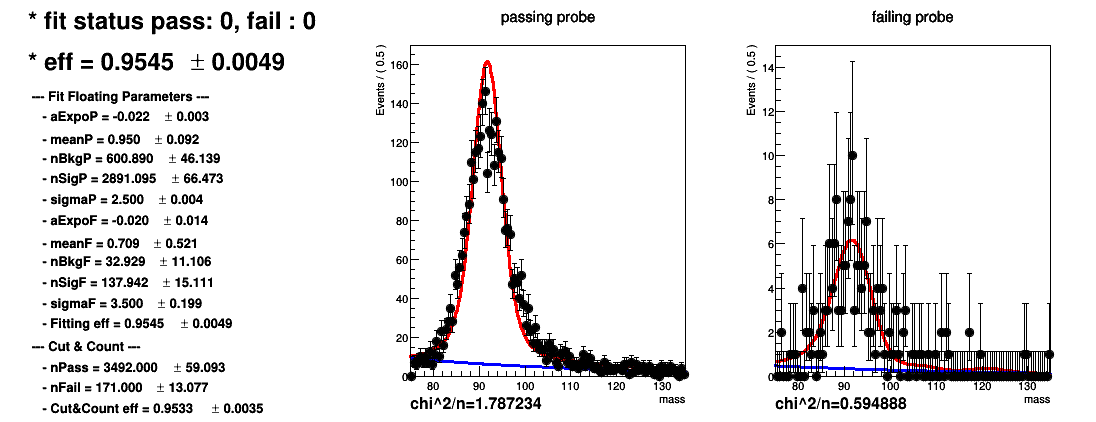 * fit status pass: 0, fail : 0
* eff = 0.9545 ± 0.0049
--- Fit Floating Parameters ---
- aExpoP = -0.022 ± 0.003
- meanP = 0.950 ± 0.092
- nBkgP = 600.890 ± 46.139
- nSigP = 2891.095 ± 66.473
- sigmaP = 2.500 ± 0.004
- aExpoF = -0.020 ± 0.014
- meanF = 0.709 ± 0.521
- nBkgF = 32.929 ± 11.106
- nSigF = 137.942 ± 15.111
- sigmaF = 3.500 ± 0.199
- Fitting eff = 0.9545 ± 0.0049
--- Cut & Count ---
- nPass = 3492.000 ± 59.093
- nFail = 171.000 ± 13.077
- Cut&Count eff = 0.9533 ± 0.0035
passing probe
Events / ( 0.5 )
160
140
120
100
80
60
40
20
0
80 90 100 110 120 130
mass
chi^2/n=1.787234
failing probe
Events / ( 0.5 )
14
12
10
8
6
4
2
0
80 90 100 110 120 130
mass
chi^2/n=0.594888